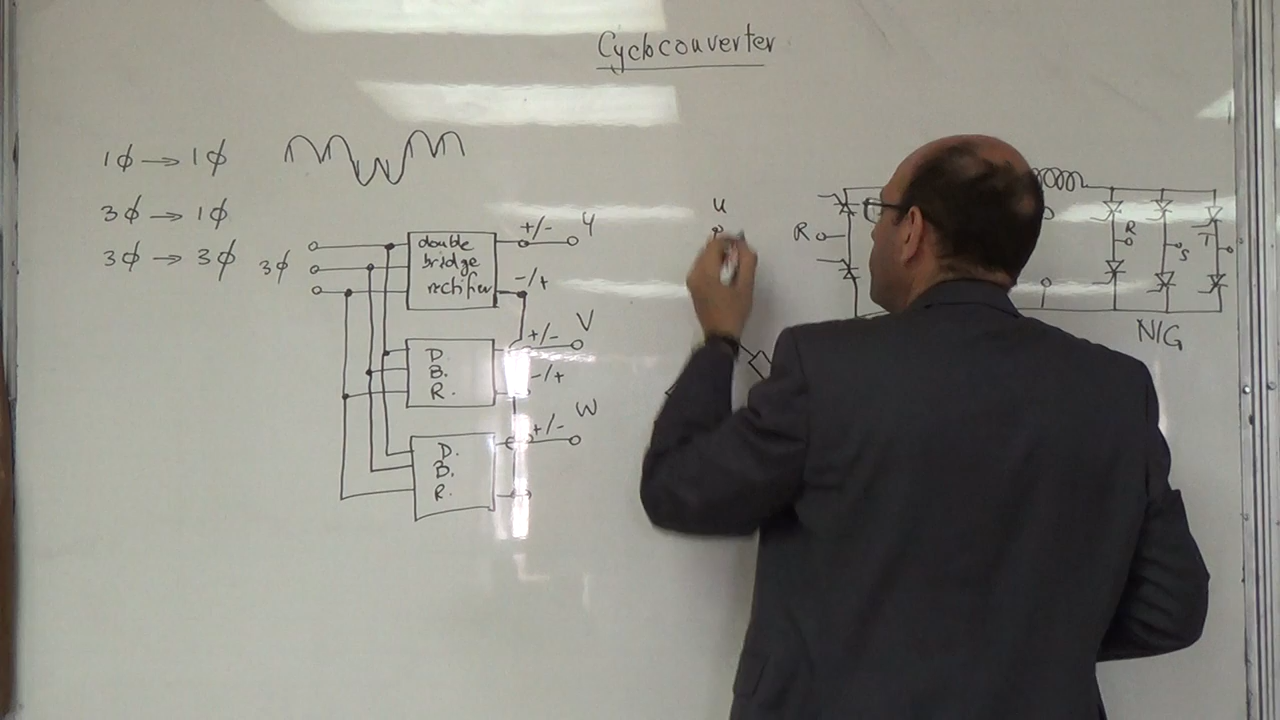 Cycloconverter
1ϕ → 1ϕ
3ϕ → 1ϕ
3ϕ → 3ϕ
3ϕ
double
bridge
rectifier
+/-
U
-/+
D.
B.
R.
+/-
V
-/+
D.
B.
R.
+/-
W
u
R
R
S
T
N/G